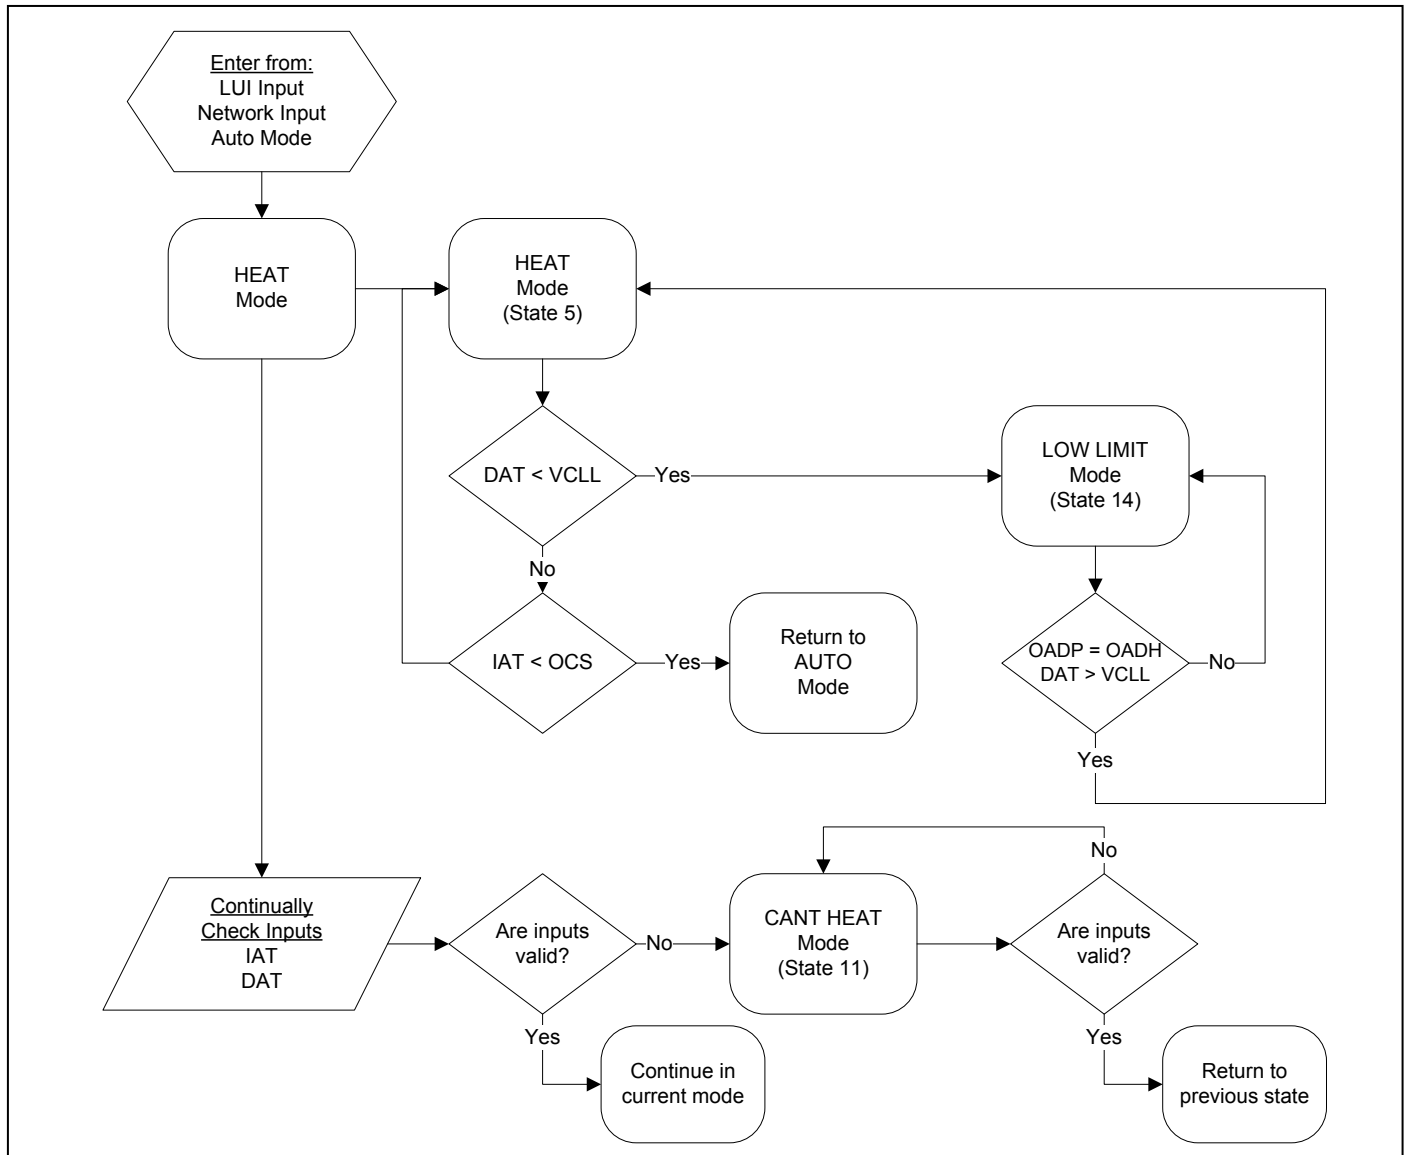 Enter from:
LUI Input
Network Input
Auto Mode
HEAT
Mode
HEAT
Mode
(State 5)
DAT < VCLL
Yes
LOW LIMIT
Mode
(State 14)
No
IAT < OCS
Yes
Return to
AUTO
Mode
OADP = OADH
DAT > VCLL
No
Yes
Continually
Check Inputs
IAT
DAT
Are inputs
valid?
No
CANT HEAT
Mode
(State 11)
No
Are inputs
valid?
Yes
Continue in
current mode
Yes
Return to
previous state